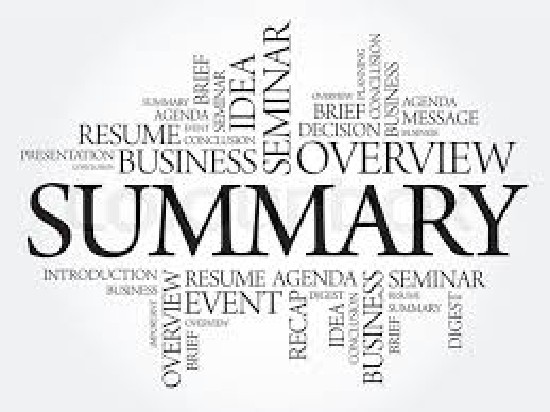 SEMINAR
IDEA
BRIEF
SEMINAR
PLANNING
CONCLUSION
BUSINESS
OVERVIEW
SUMMARY
AGENDA
BRIEF
AGENDA
MESSAGE
RESUME
EVENT
CONCLUSION
DECISION
BUSINESS
PRESENTATION
BUSINESS
OVERVIEW
CONCLUSION
SUMMARY
INTRODUCTION
RESUME AGENDA
SEMINAR
BUSINESS
OVERVIEW
EVENT
DIGEST
RESUME
SUMMARY
IMPORTANT
OVERVIEW
BRIEF
RECAP
IDEA
CONCLUSION
BUSINESS
BRIEF
DIGEST